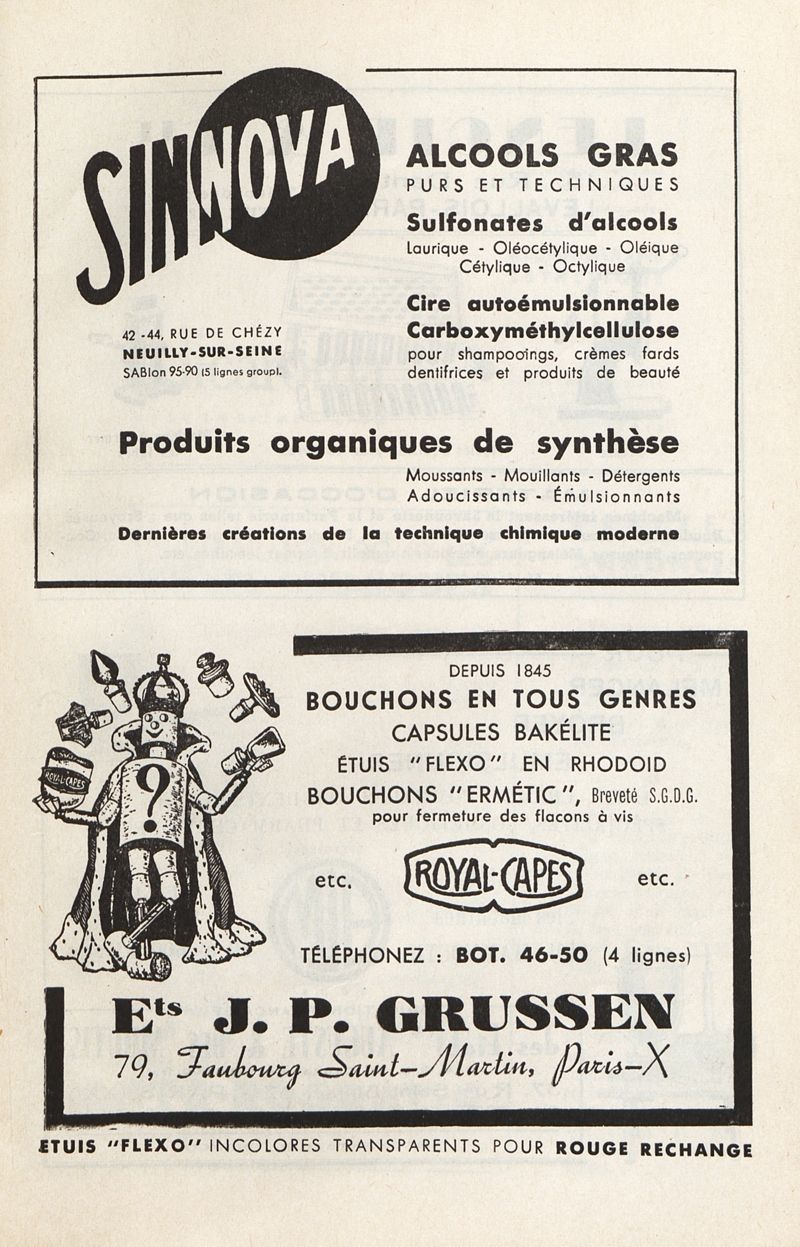 SINNOVA
ALCOOLS GRAS
PURS ET TECHNIQUES
Sulfonates d'alcools
Laurique - Oléocétylique - Oléique
Cétylique - Octylique
Cire autoémulsionnable
Carboxyméthylcellulose
pour shampooings, crèmes fards
dentifrices et produits de beauté
42 -44, RUE DE CHÉZY
NEUILLY-SUR-SEINE
SABlon 95-90 (5 lignes group).
Produits organiques de synthèse
Moussants - Mouillants - Détergents
Adoucissants - Émulsionnants
Dernières créations de la technique chimique moderne
DEPUIS 1845
BOUCHONS EN TOUS GENRES
CAPSULES BAKÉLITE
ÉTUIS "FLEXO" EN RHODOID
BOUCHONS "ERMÉTIC", Breveté S.G.D.G.
pour fermeture des flacons à vis
ROYAL-CAPES
?
etc. ROYAL-CAPES etc.
TÉLÉPHONEZ : BOT. 46-50 (4 lignes)
Ets J. P. GRUSSEN
79, Faubourg Saint-Martin, Paris-X
ETUIS "FLEXO" INCOLORES TRANSPARENTS POUR ROUGE RECHANGE